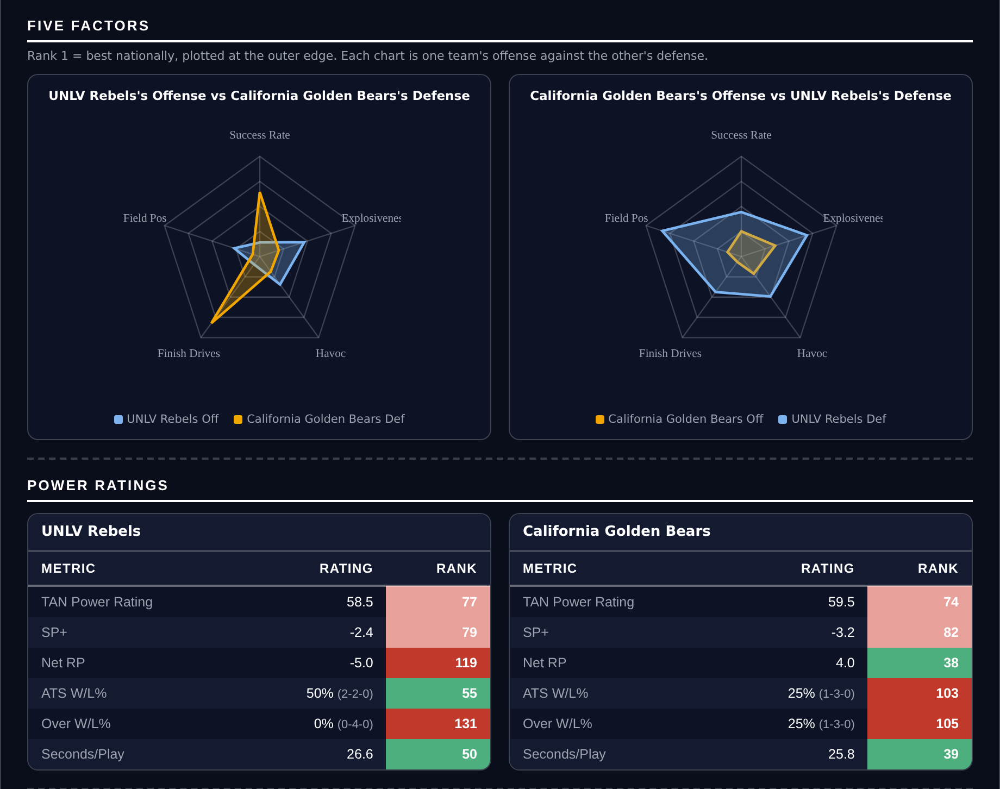 FIVE FACTORS
Rank 1 = best nationally, plotted at the outer edge. Each chart is one team's offense against the other's defense.
UNLV Rebels's Offense vs California Golden Bears's Defense
Success Rate
Field Pos
Explosivenes
Finish Drives
Havoc
UNLV Rebels Off
California Golden Bears Def
California Golden Bears's Offense vs UNLV Rebels's Defense
Success Rate
Field Pos
Explosivenes
Finish Drives
Havoc
California Golden Bears Off
UNLV Rebels Def
POWER RATINGS
UNLV Rebels
METRIC RATING RANK
TAN Power Rating 58.5 77
SP+ -2.4 79
Net RP -5.0 119
ATS W/L% 50% (2-2-0) 55
Over W/L% 0% (0-4-0) 131
Seconds/Play 26.6 50
California Golden Bears
METRIC RATING RANK
TAN Power Rating 59.5 74
SP+ -3.2 82
Net RP 4.0 38
ATS W/L% 25% (1-3-0) 103
Over W/L% 25% (1-3-0) 105
Seconds/Play 25.8 39